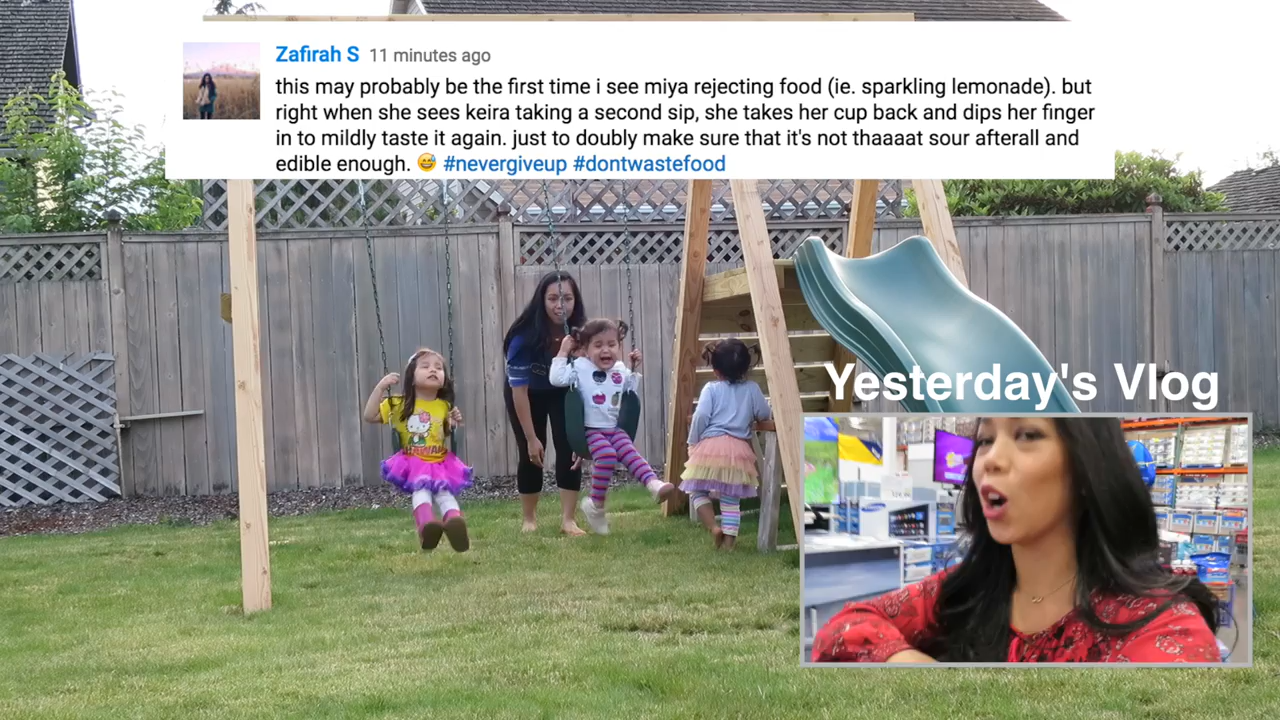 Zafirah S 11 minutes ago
this may probably be the first time i see miya rejecting food (ie. sparkling lemonade). but
right when she sees keira taking a second sip, she takes her cup back and dips her finger
in to mildly taste it again. just to doubly make sure that it's not thaaaat sour afterall and
edible enough. 😅 #nevergiveup #dontwastefood
Yesterday's Vlog